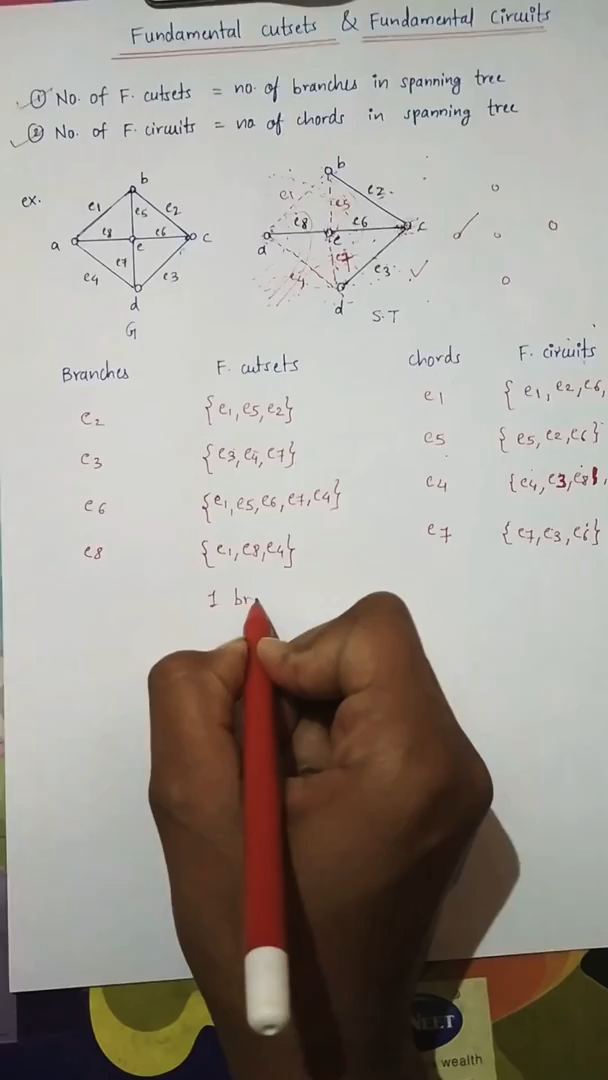 Fundamental cutsets & Fundamental Circuits
① No. of F. cutsets = no. of branches in spanning tree
② No. of F. circuits = no of chords in spanning tree
ex.
b
e1 e5 e2
a e8 e6 c
e
e4 e7 e3
d
G
b
e1 e5 e2
a e8 e6 c
e
e4 e7 e3
d
S.T
Branches F. cutsets chords F. circuits
e2 {e1, e5, e2} e1 { e1, e2, e6,
e3 {e3, e4, e7} e5 { e5, e2, e6}
e6 {e1, e5, e6, e7, e4} e4 {e4, e3, e8,
e8 {e1, e8, e4} e7 { e7, e3, e6}
1 br
NEET
wealth